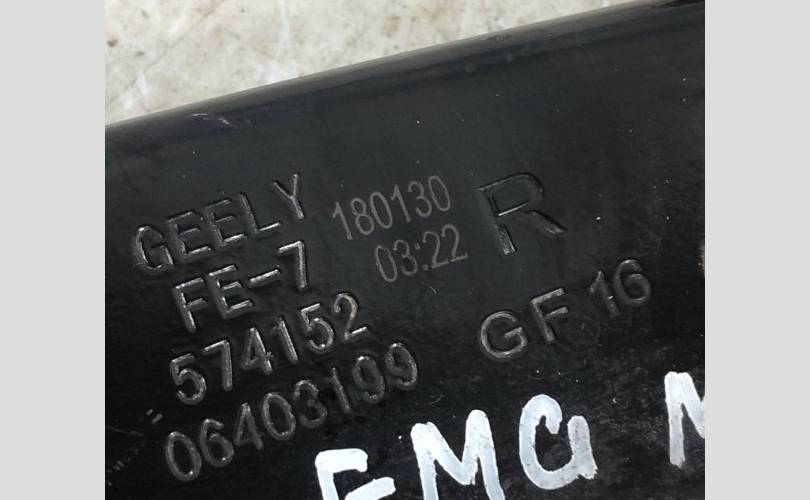 GEELY
FE-7
574152
06403199
180130
03:22
R
GF 16
EMG